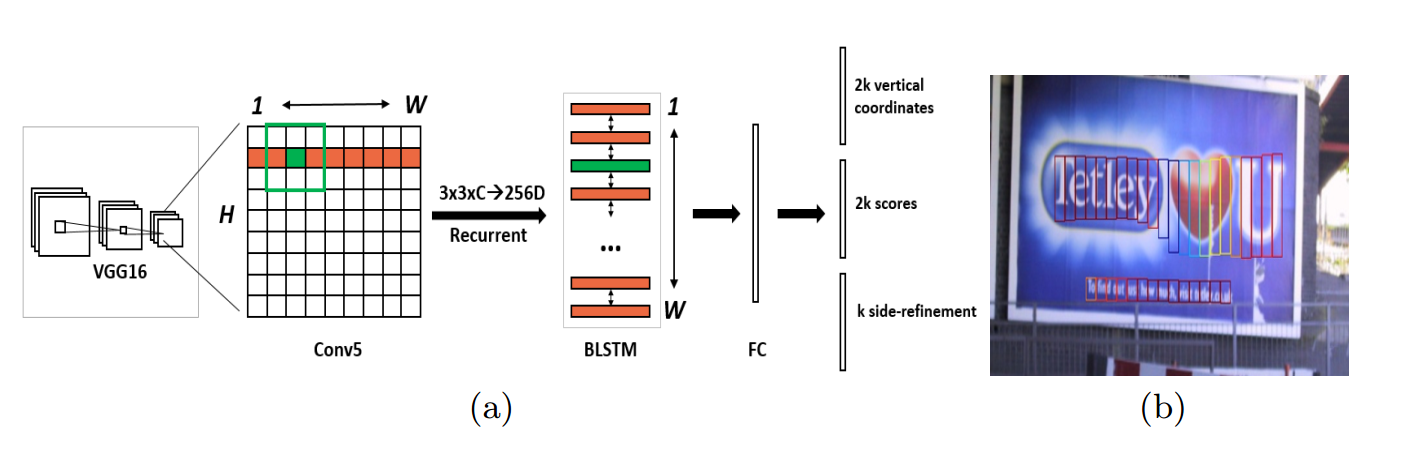 1
W
H
VGG16
Conv5
3x3xC→256D
Recurrent
1
...
W
BLSTM
FC
2k vertical
coordinates
2k scores
k side-refinement
Tetley
U
(a)
(b)